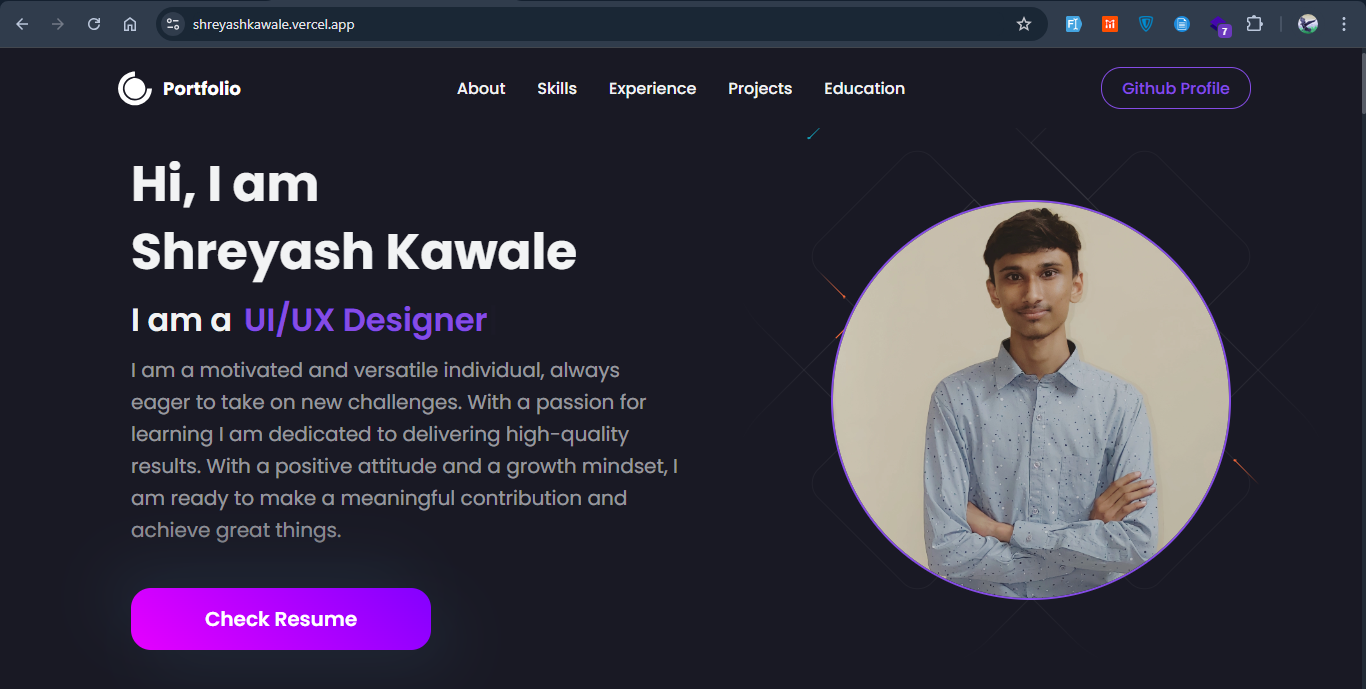 shreyashkawale.vercel.app
7
Portfolio
About Skills Experience Projects Education
Github Profile
Hi, I am
Shreyash Kawale
I am a UI/UX Designer
I am a motivated and versatile individual, always
eager to take on new challenges. With a passion for
learning I am dedicated to delivering high-quality
results. With a positive attitude and a growth mindset, I
am ready to make a meaningful contribution and
achieve great things.
Check Resume